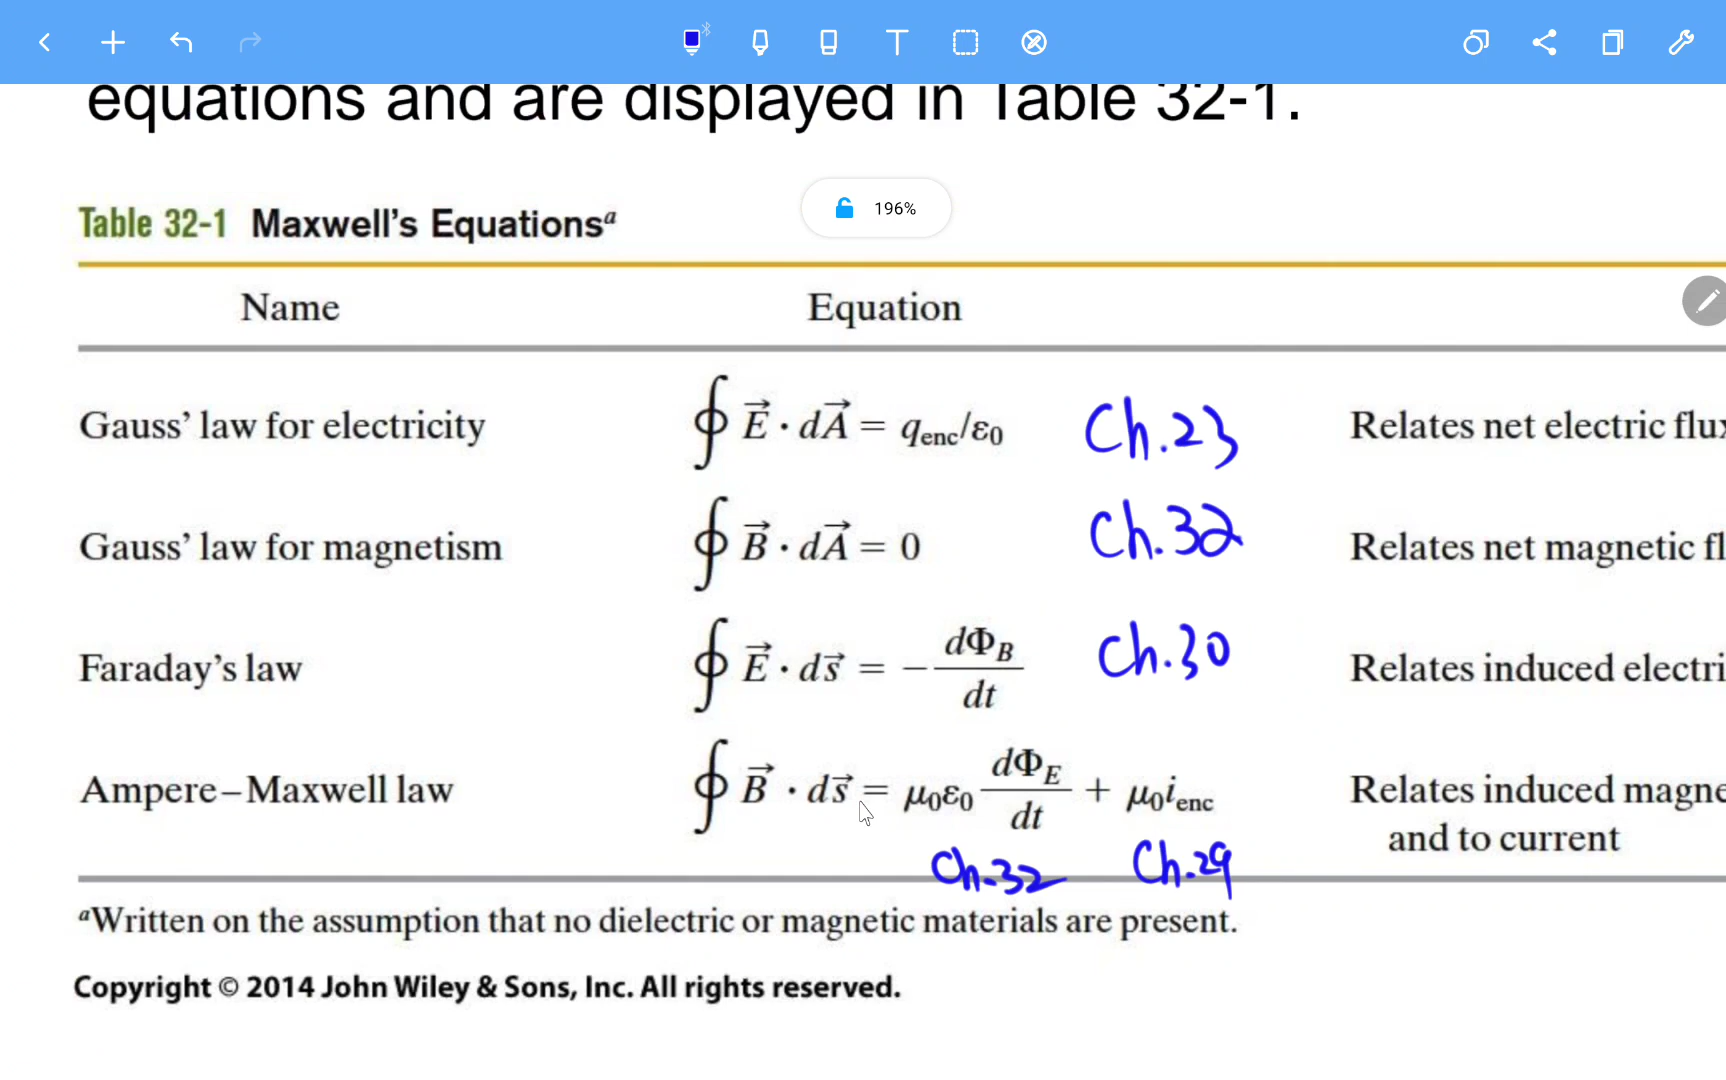 equations and are displayed in Table 32-1.
196%
Table 32-1 Maxwell's Equationsᵃ
Name Equation
Gauss' law for electricity ∮ E⃗ · dA⃗ = qenc/ε0 Ch.23 Relates net electric flux
Gauss' law for magnetism ∮ B⃗ · dA⃗ = 0 Ch.32 Relates net magnetic fl
Faraday's law ∮ E⃗ · ds⃗ = − dΦB/dt Ch.30 Relates induced electri
Ampere–Maxwell law ∮ B⃗ · ds⃗ = μ0ε0 dΦE/dt + μ0ienc Relates induced magne
and to current
Ch.32 Ch.29
ᵃWritten on the assumption that no dielectric or magnetic materials are present.
Copyright © 2014 John Wiley & Sons, Inc. All rights reserved.